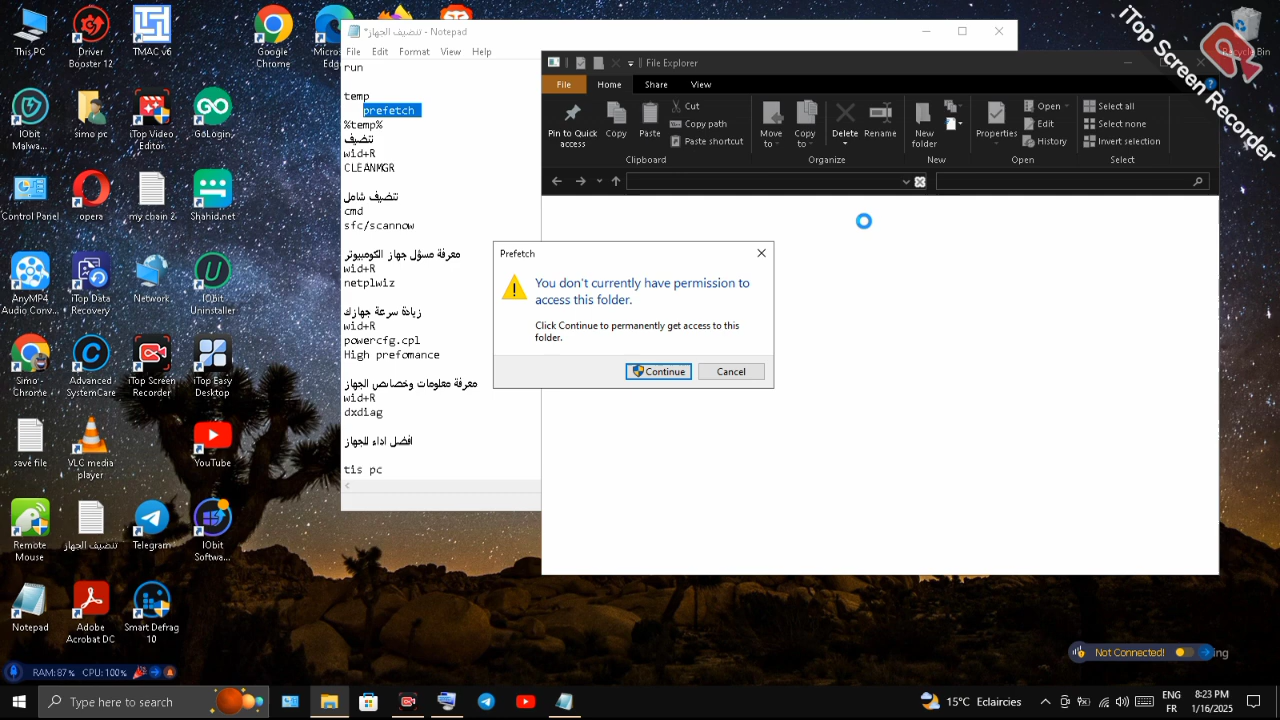 This PC
Driver Booster 12
TMAC v6
Google Chrome
Recycle Bin
iTop Screen Recorder
*تنضيف الجهاز - Notepad
File Edit Format View Help
run
temp
prefetch
%temp%
تنضيف
wid+R
CLEANMGR
تنضيف شامل
cmd
sfc/scannow
معرفة مسؤل جهاز الكومبيوتر
wid+R
netplwiz
زيادة سرعة جهازك
wid+R
powercfg.cpl
High prefomance
معرفة معلومات وخصاءص الجهاز
wid+R
dxdiag
افضل اداء للجهاز
tis pc
File Explorer
File Home Share View
Pin to Quick access
Copy
Paste
Cut
Copy path
Paste shortcut
Clipboard
Move to
Copy to
Delete
Rename
Organize
New folder
New
Properties
Open
Edit
History
Open
Select all
Select none
Invert selection
Select
Prefetch
You don't currently have permission to
access this folder.
Click Continue to permanently get access to this
folder.
Continue
Cancel
IObit Malwa...
simo pc
iTop Video Editor
GoLogin;
Control Panel
opera
my chain 2
Shahid.net
AnyMP4 Audio Conv...
iTop Data Recovery
Network
IObit Uninstaller
Simo - Chrome
Advanced SystemCare
iTop Screen Recorder
iTop Easy Desktop
save file
VLC media player
YouTube
Remote Mouse
تنضيف الجهاز
Telegram
IObit Softwa...
Notepad
Adobe Acrobat DC
Smart Defrag 10
RAM: 87% CPU: 100%
Not Connected!
Type here to search
15°C Eclaircies
ENG
FR
8:23 PM
1/16/2025